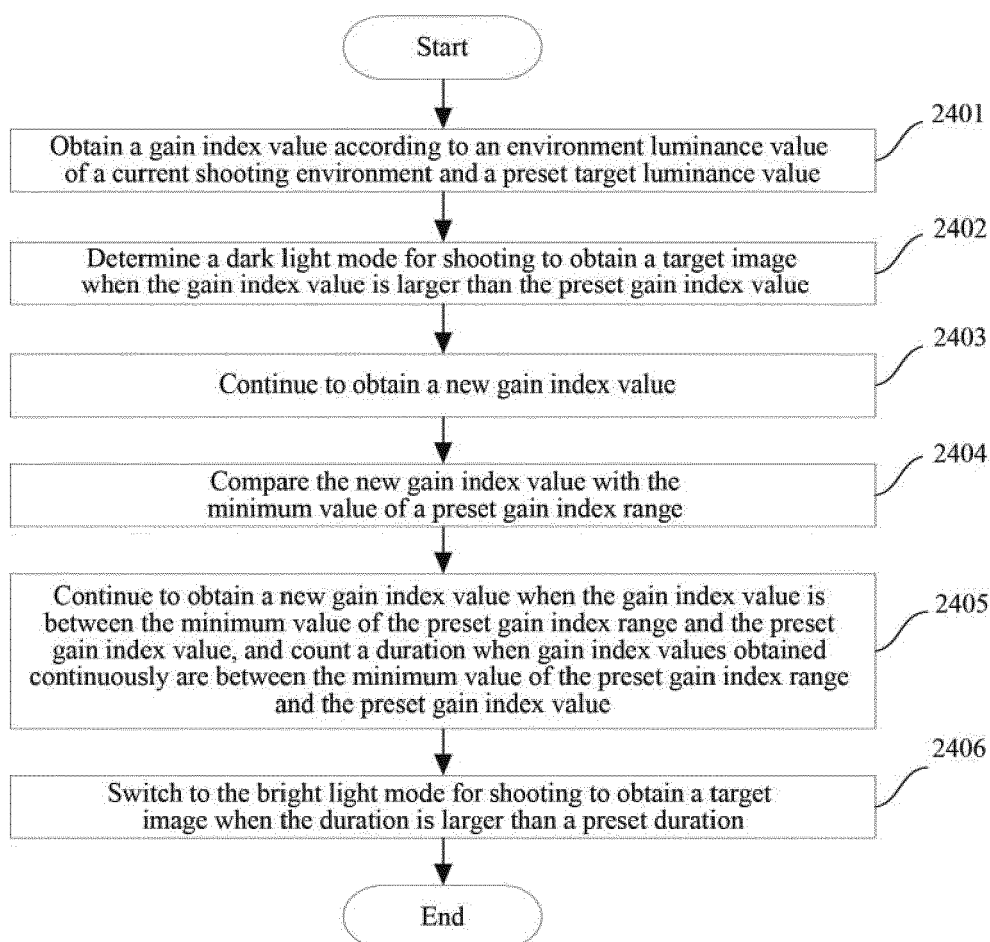 Start
2401
Obtain a gain index value according to an environment luminance value
of a current shooting environment and a preset target luminance value
2402
Determine a dark light mode for shooting to obtain a target image
when the gain index value is larger than the preset gain index value
2403
Continue to obtain a new gain index value
2404
Compare the new gain index value with the
minimum value of a preset gain index range
2405
Continue to obtain a new gain index value when the gain index value is
between the minimum value of the preset gain index range and the preset
gain index value, and count a duration when gain index values obtained
continuously are between the minimum value of the preset gain index range
and the preset gain index value
2406
Switch to the bright light mode for shooting to obtain a target
image when the duration is larger than a preset duration
End